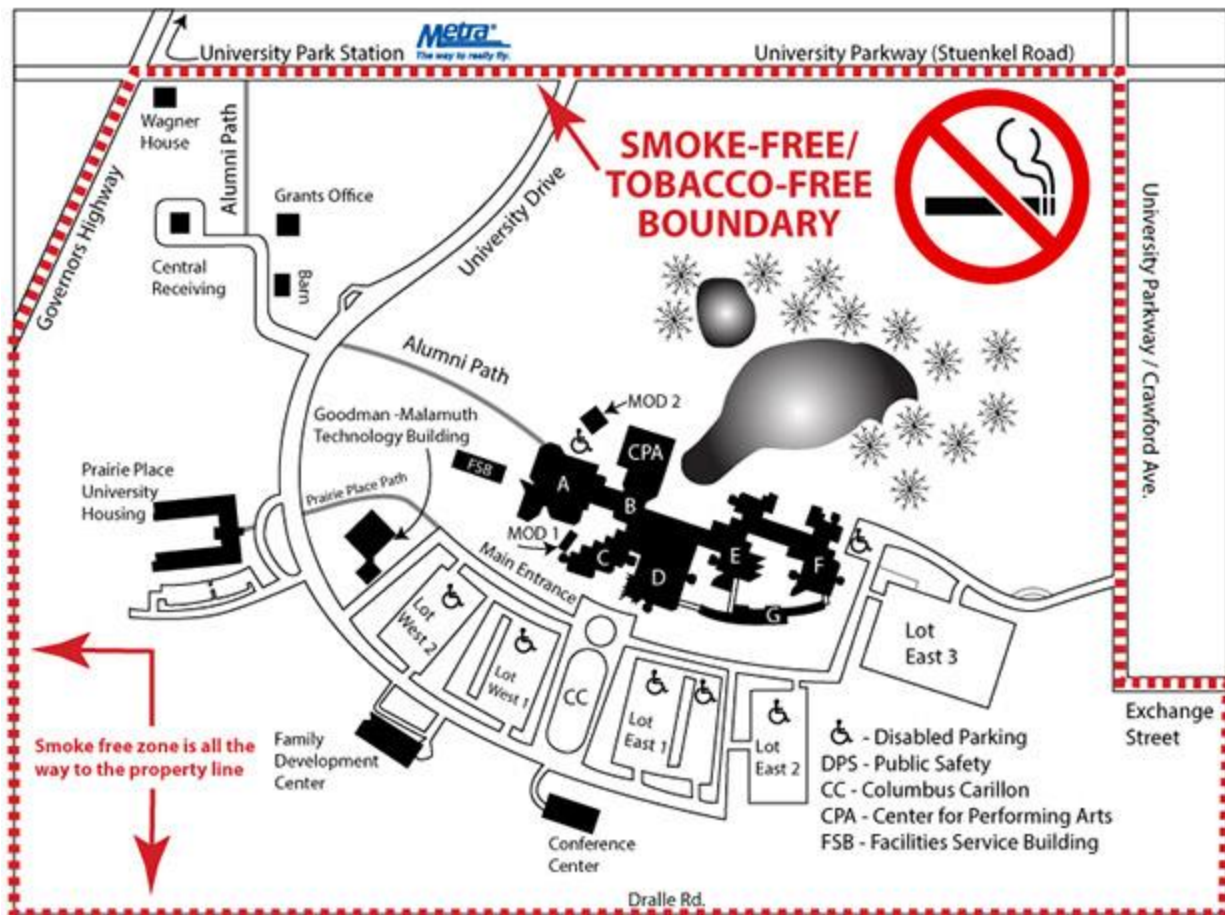 University Park Station
Metra®
The way to really fly.
University Parkway (Stuenkel Road)
Wagner
House
Alumni Path
Governors Highway
Grants Office
Central
Receiving
Barn
University Drive
SMOKE-FREE/
TOBACCO-FREE
BOUNDARY
University Parkway / Crawford Ave.
Alumni Path
MOD 2
Goodman -Malamuth
Technology Building
CPA
FSB
A
B
Prairie Place
University
Housing
Prairie Place Path
MOD 1
C
D
E
F
G
Main Entrance
Lot
West 2
Lot
West 1
CC
Lot
East 1
Lot
East 2
Lot
East 3
Exchange
Street
Smoke free zone is all the
way to the property line
Family
Development
Center
Conference
Center
- Disabled Parking
DPS - Public Safety
CC - Columbus Carillon
CPA - Center for Performing Arts
FSB - Facilities Service Building
Dralle Rd.